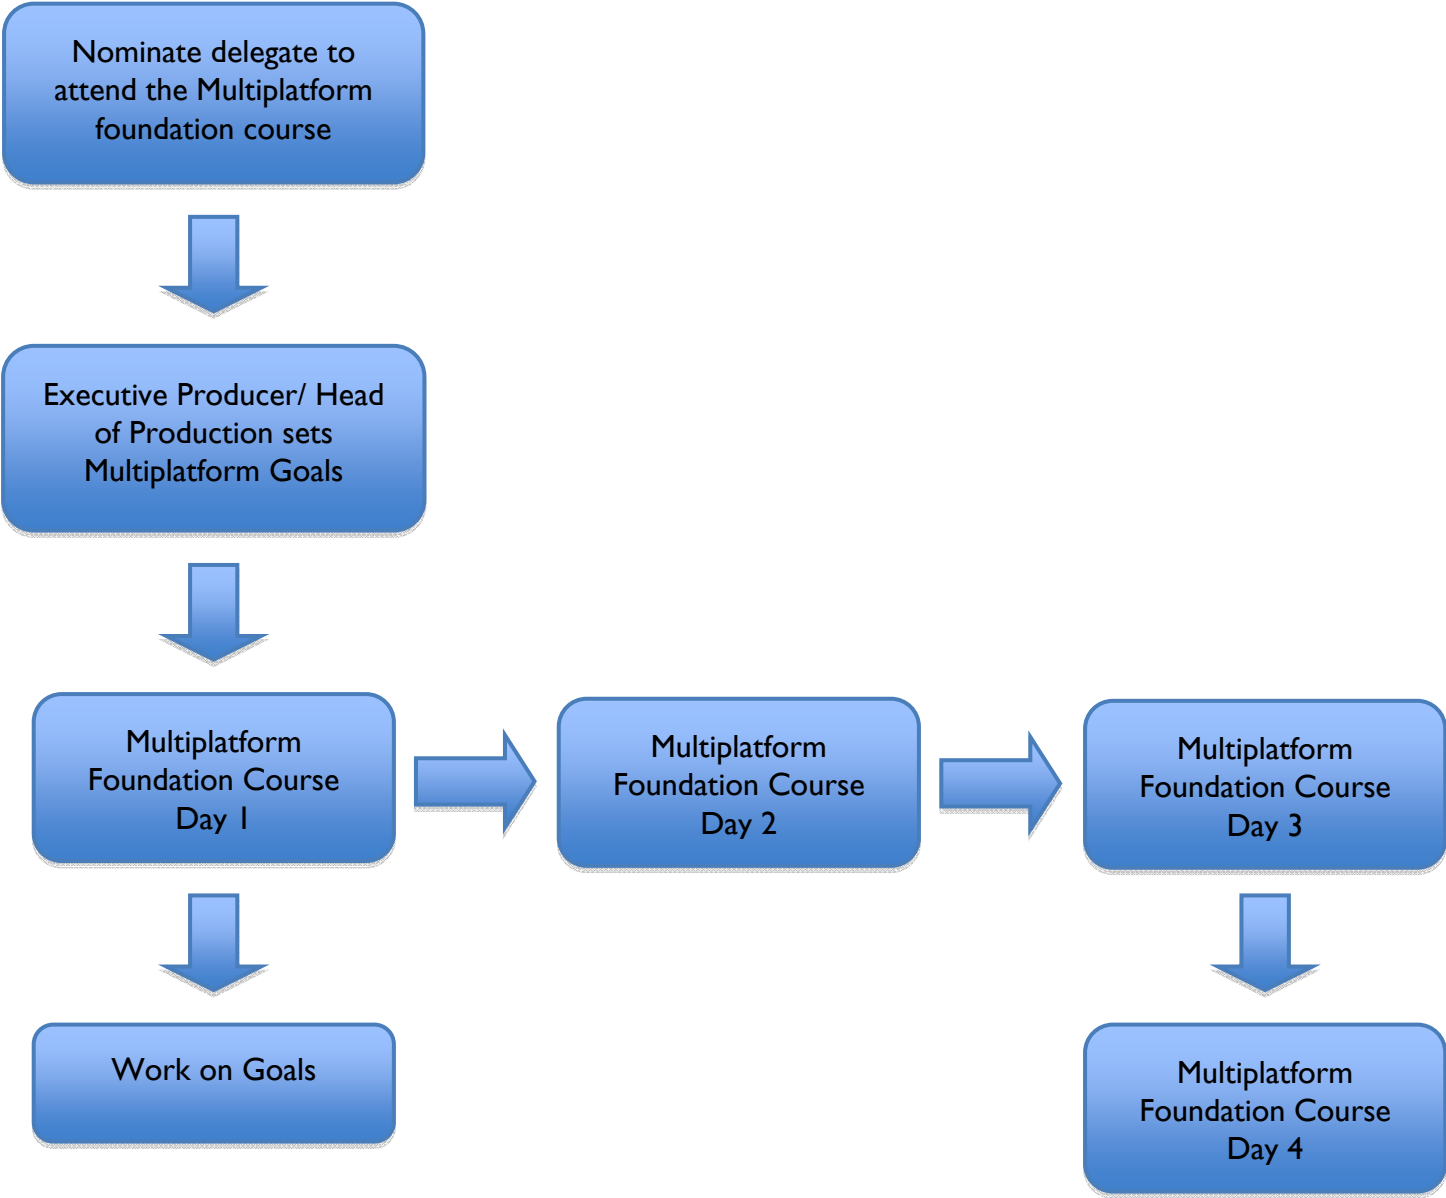 Nominate delegate to
attend the Multiplatform
foundation course
Executive Producer/ Head
of Production sets
Multiplatform Goals
Multiplatform
Foundation Course
Day 1
Multiplatform
Foundation Course
Day 2
Multiplatform
Foundation Course
Day 3
Work on Goals
Multiplatform
Foundation Course
Day 4